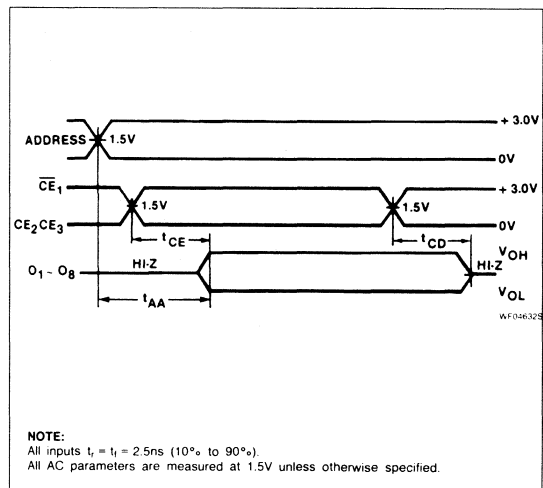 + 3.0V
ADDRESS
1.5V
0V
CE1
+ 3.0V
1.5V
1.5V
CE2CE3
0V
tCE
tCD
VOH
O1 - O8
HI-Z
HI-Z
tAA
VOL
WF04632S
NOTE:
All inputs tr = tf = 2.5ns (10% to 90%).
All AC parameters are measured at 1.5V unless otherwise specified.